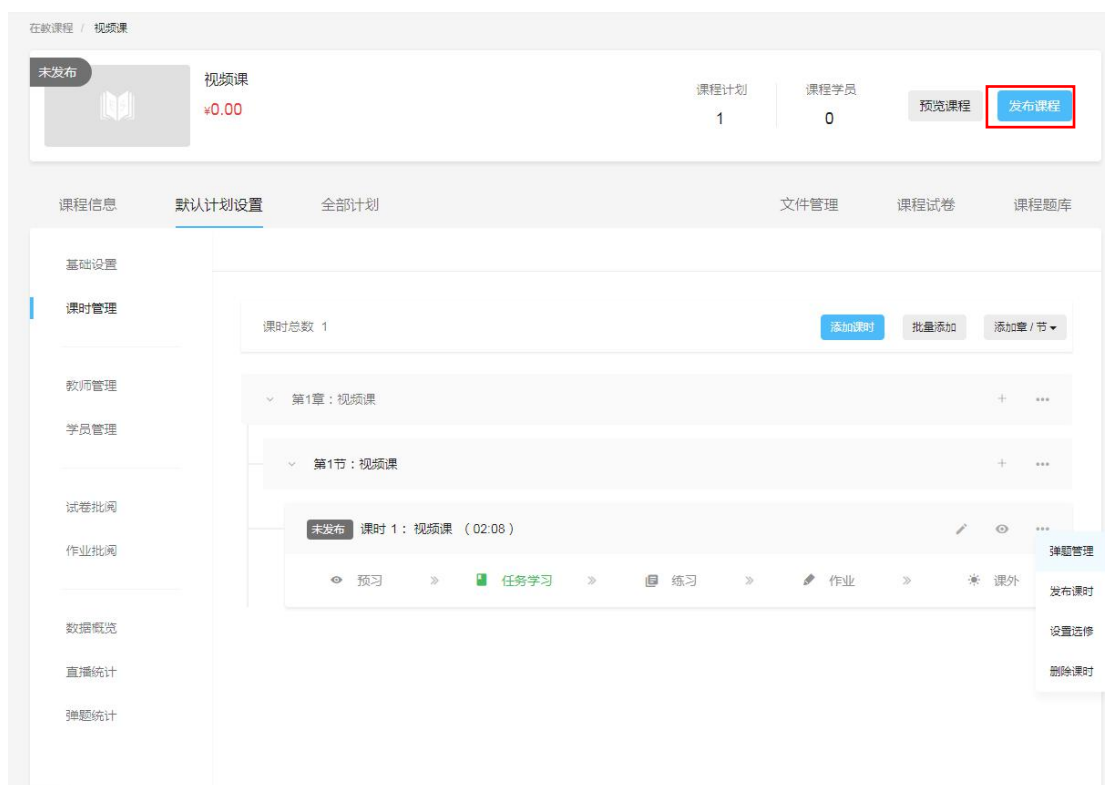 在教课程 / 视频课
未发布
视频课
¥0.00
课程计划
1
课程学员
0
预览课程
发布课程
课程信息
默认计划设置
全部计划
文件管理
课程试卷
课程题库
基础设置
课时管理
教师管理
学员管理
试卷批阅
作业批阅
数据概览
直播统计
弹题统计
课时总数 1
添加课时
批量添加
添加章 / 节
第1章：视频课
第1节：视频课
未发布 课时 1： 视频课 （02:08）
预习
任务学习
练习
作业
课外
弹题管理
发布课时
设置选修
删除课时